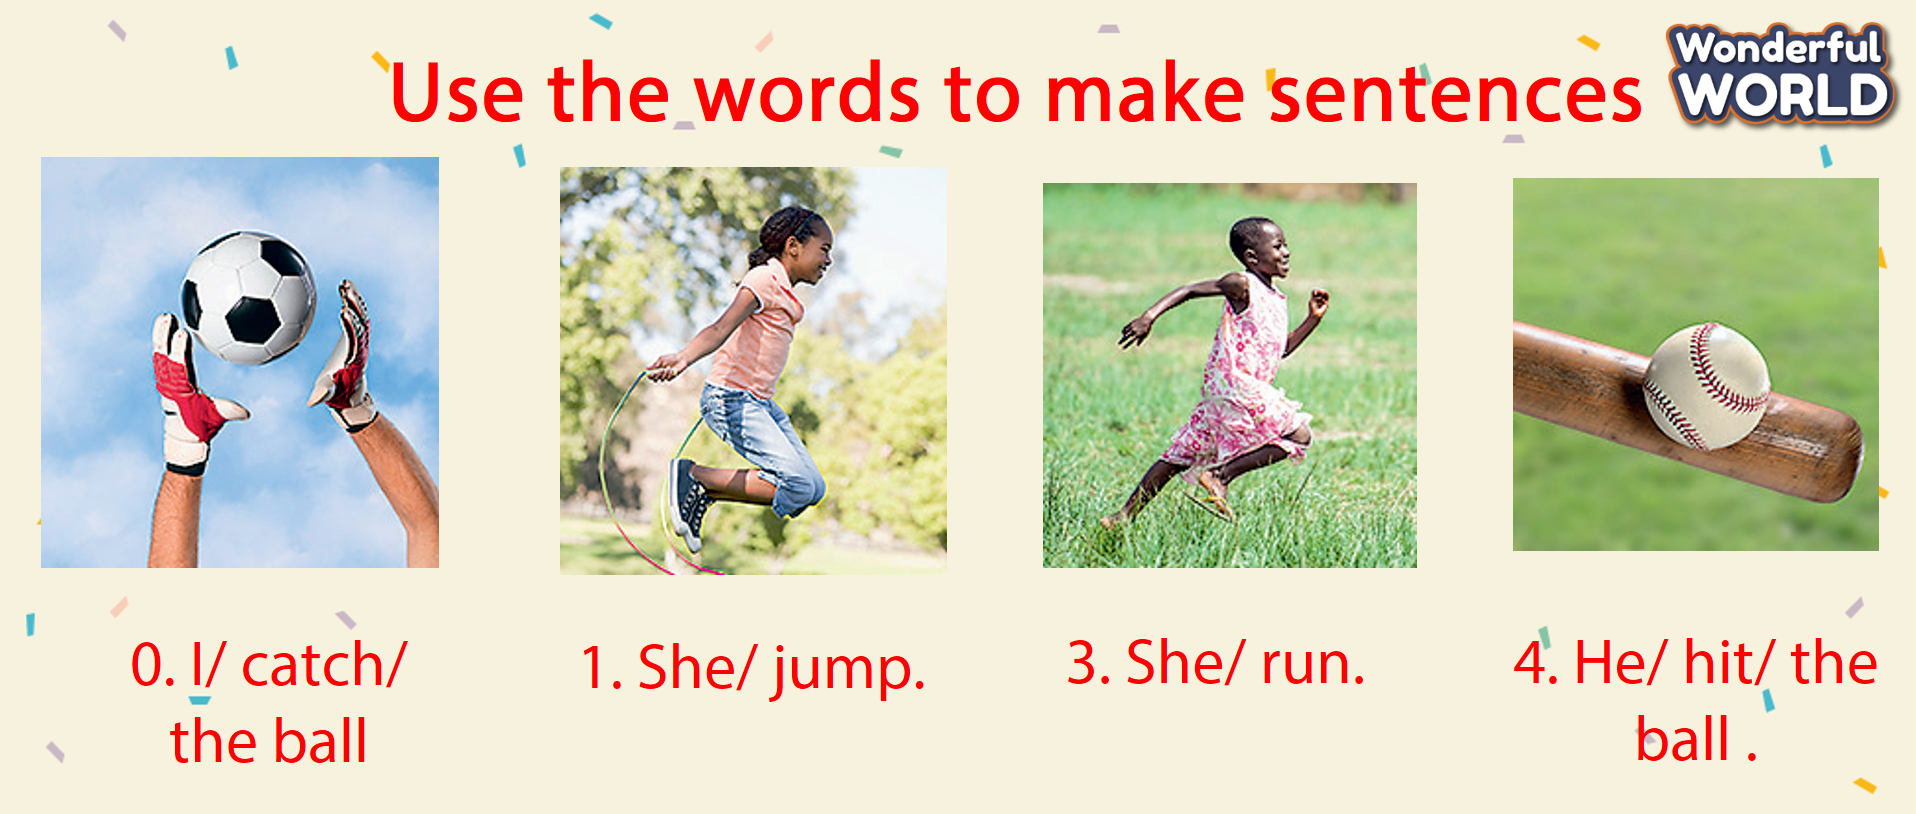 Use the words to make sentences
Wonderful
WORLD
0. I/ catch/
the ball
1. She/ jump.
3. She/ run.
4. He/ hit/ the
ball .